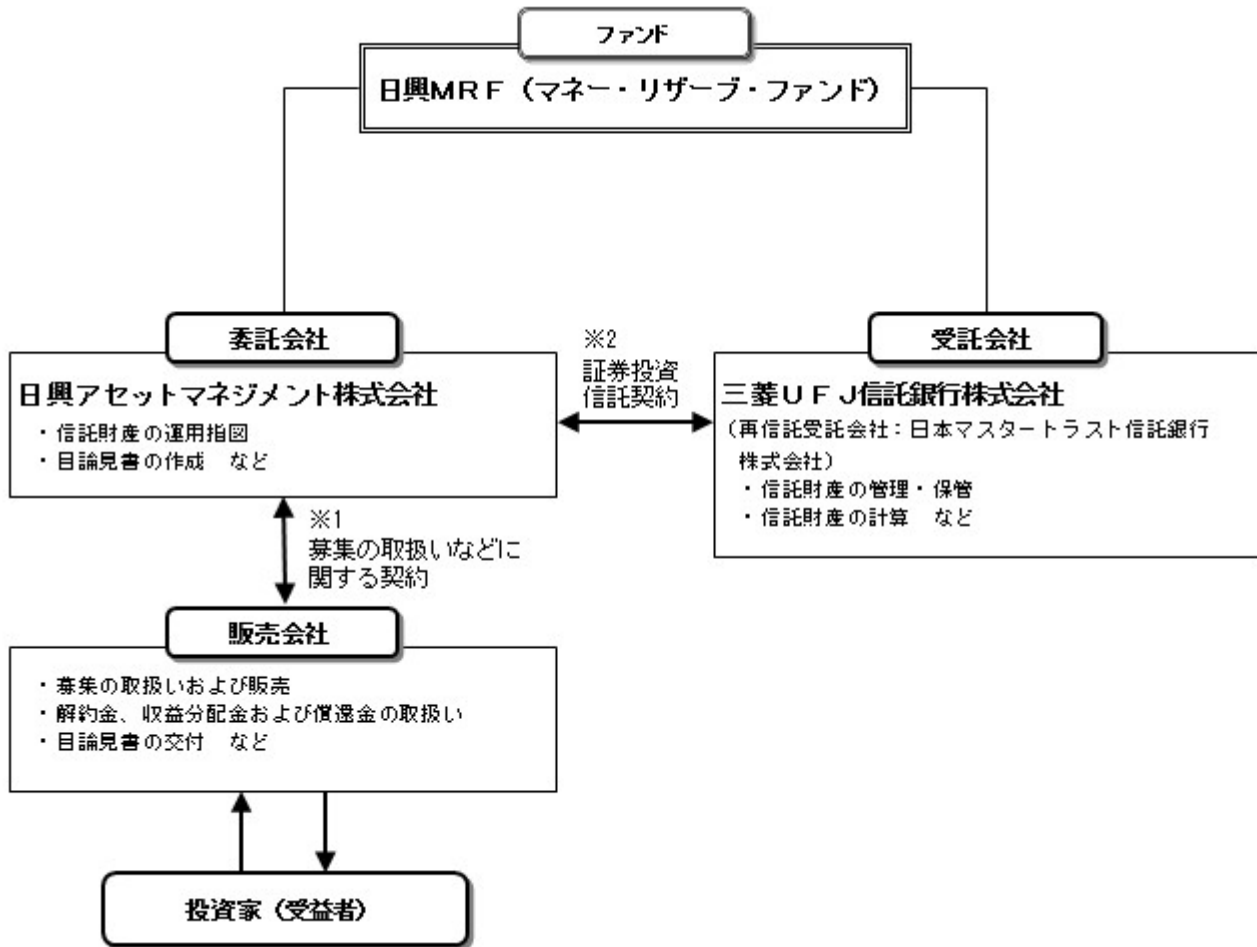 ファンド
日興MRF（マネー・リザーブ・ファンド）
委託会社
日興アセットマネジメント株式会社
・信託財産の運用指図
・目論見書の作成　など
※2
証券投資
信託契約
受託会社
三菱UFJ信託銀行株式会社
（再信託受託会社：日本マスタートラスト信託銀行
株式会社）
・信託財産の管理・保管
・信託財産の計算　など
※1
募集の取扱いなどに
関する契約
販売会社
・募集の取扱いおよび販売
・解約金、収益分配金および償還金の取扱い
・目論見書の交付　など
投資家（受益者）